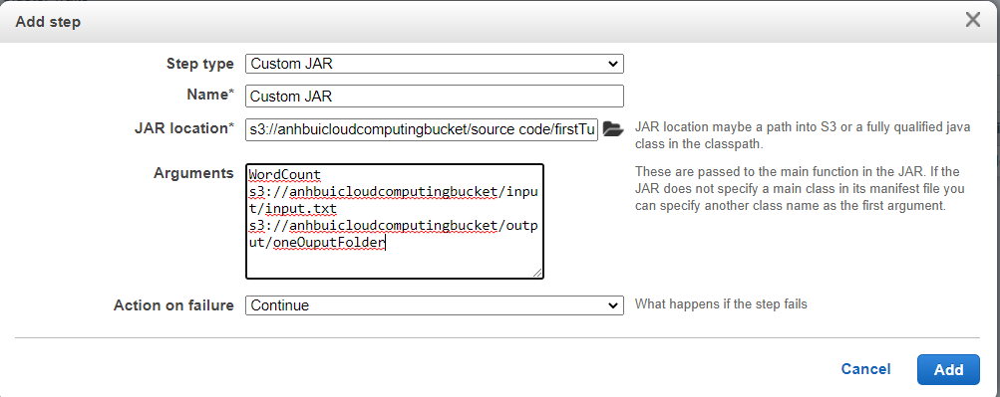 Add step
Step type Custom JAR
Name* Custom JAR
JAR location* s3://anhbuicloudcomputingbucket/source code/firstTu
JAR location maybe a path into S3 or a fully qualified java
class in the classpath.
Arguments
WordCount
s3://anhbuicloudcomputingbucket/inpu
t/input.txt
s3://anhbuicloudcomputingbucket/outp
ut/oneOuputFolder
These are passed to the main function in the JAR. If the
JAR does not specify a main class in its manifest file you
can specify another class name as the first argument.
Action on failure Continue
What happens if the step fails
Cancel Add